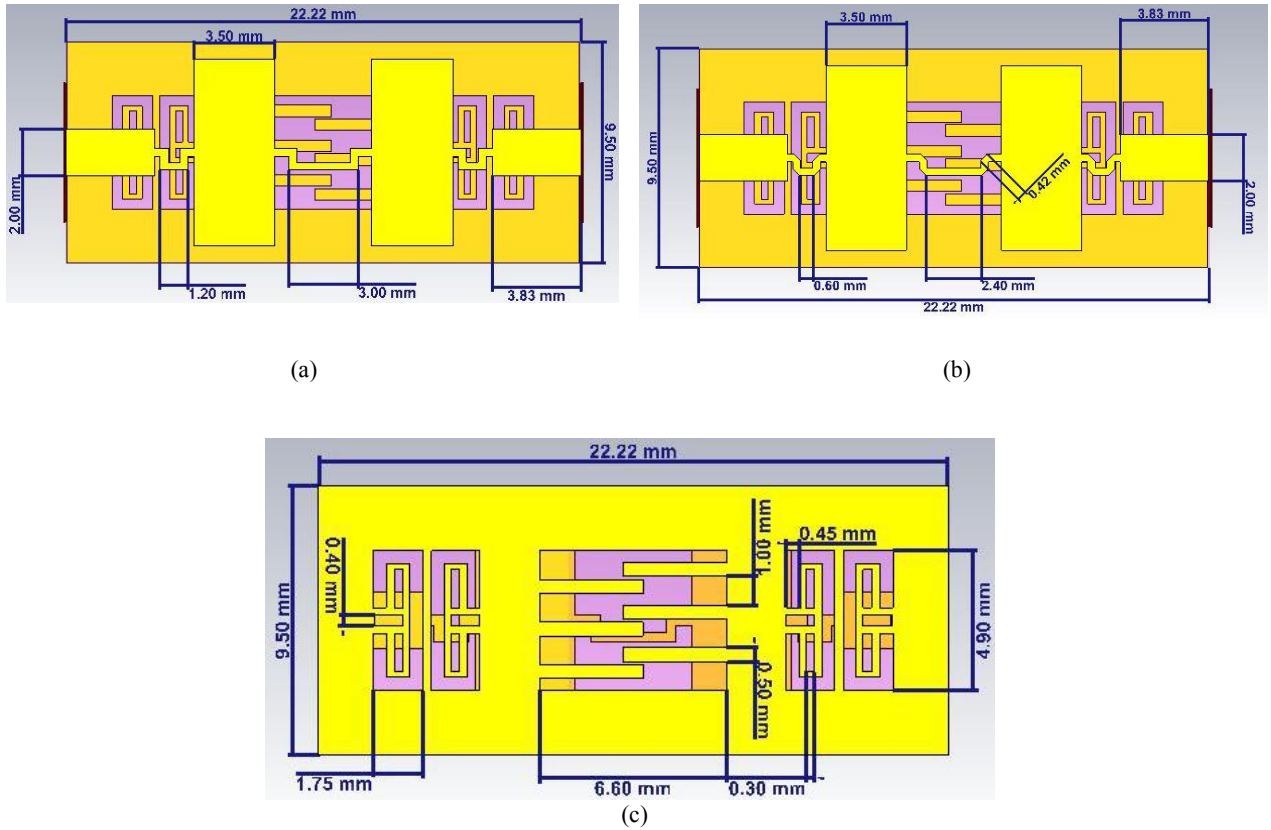 22.22 mm
3.50 mm
9.50 mm
2.00 mm
1.20 mm
3.00 mm
3.83 mm
(a)
3.50 mm
3.83 mm
9.50 mm
0.42 mm
2.00 mm
0.60 mm
2.40 mm
22.22 mm
(b)
22.22 mm
0.40 mm
1.00 mm
0.45 mm
9.50 mm
4.90 mm
0.50 mm
1.75 mm
6.60 mm
0.30 mm
(c)